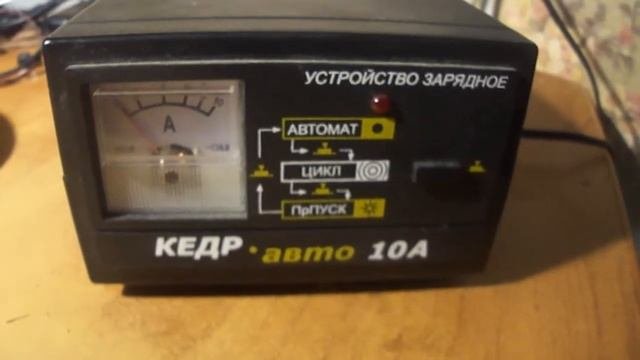 УСТРОЙСТВО ЗАРЯДНОЕ
А
АВТОМАТ
ЦИКЛ
ПрПУСК
КЕДР • авто 10А